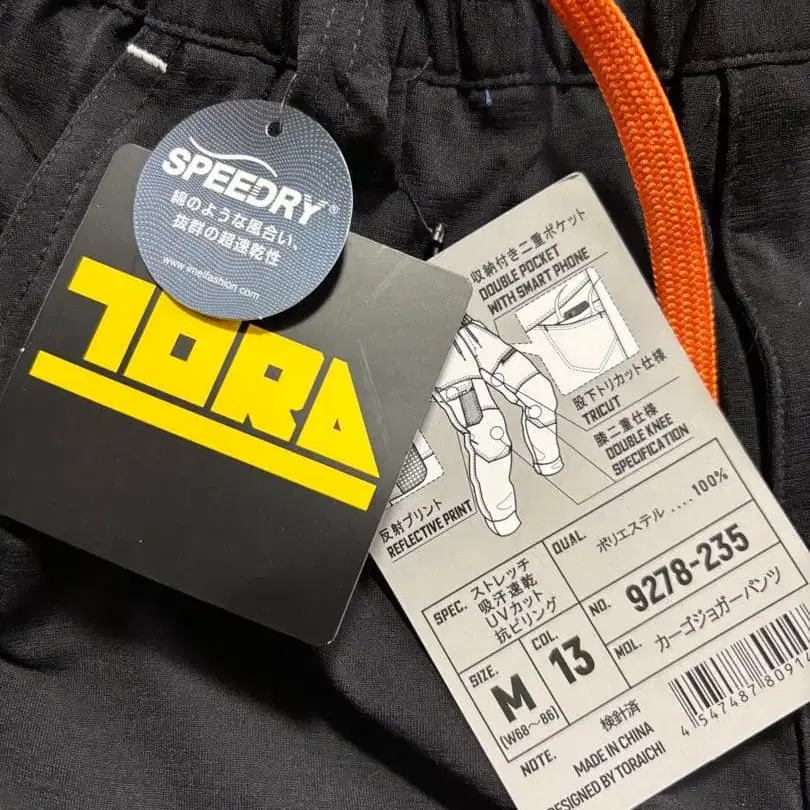 SPEEDRY®
綿のような風合い、
抜群の超速乾性
www.imeifashion.com
TORA
収納付き二重ポケット
DOUBLE POCKET
WITH SMART PHONE
股下トリカット仕様
TRICUT
膝二重仕様
DOUBLE KNEE
SPECIFICATION
反射プリント
REFLECTIVE PRINT
SPEC. ストレッチ
吸汗速乾
UVカット
抗ピリング
QUAL. ポリエステル .....100%
NO. 9278-235
SIZE. M
(W68〜86)
COL. 13
MOL. カーゴジョガーパンツ
NOTE. 検針済
MADE IN CHINA
DESIGNED BY TORAICHI
4 547487 80914